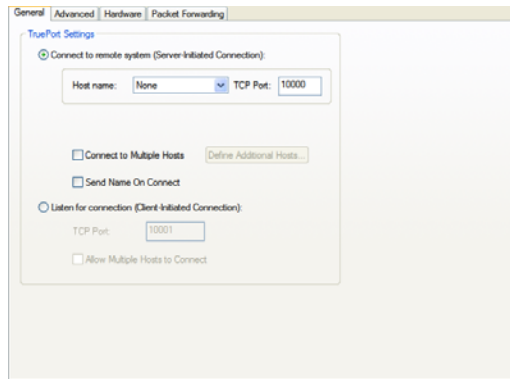 General Advanced Hardware Packet Forwarding
TruePort Settings
Connect to remote system (Server-Initiated Connection):
Host name: None TCP Port: 10000
Connect to Multiple Hosts Define Additional Hosts...
Send Name On Connect
Listen for connection (Client-Initiated Connection):
TCP Port: 10001
Allow Multiple Hosts to Connect